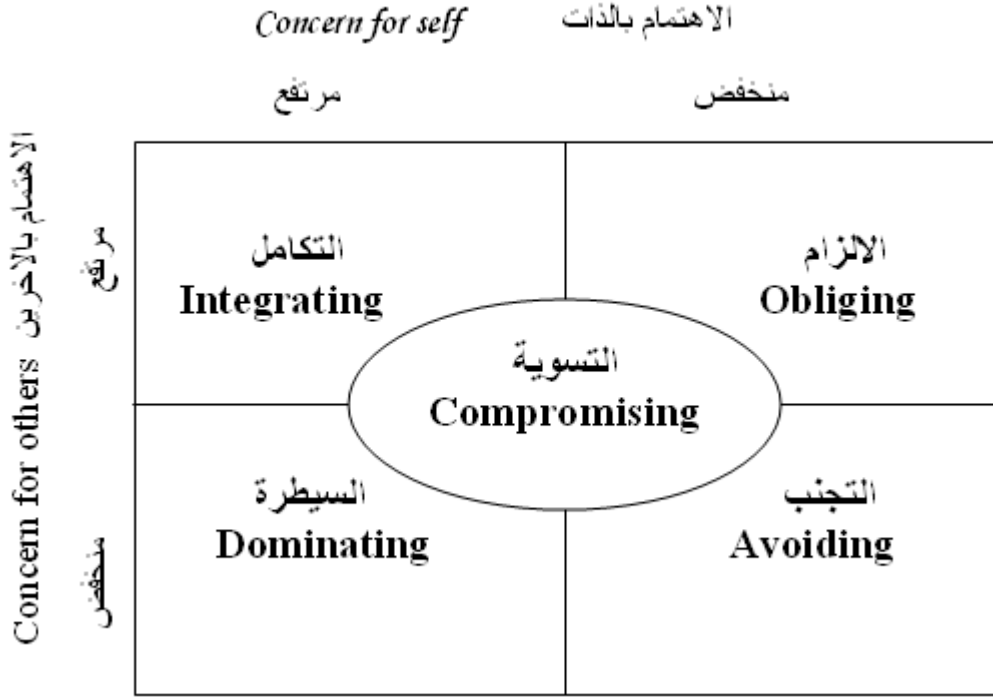 Concern for self الاهتمام بالذات
مرتفع منخفض
Concern for others الاهتمام بالاخرين
مرتفع
منخفض
التكامل
Integrating
الالزام
Obliging
التسوية
Compromising
السيطرة
Dominating
التجنب
Avoiding